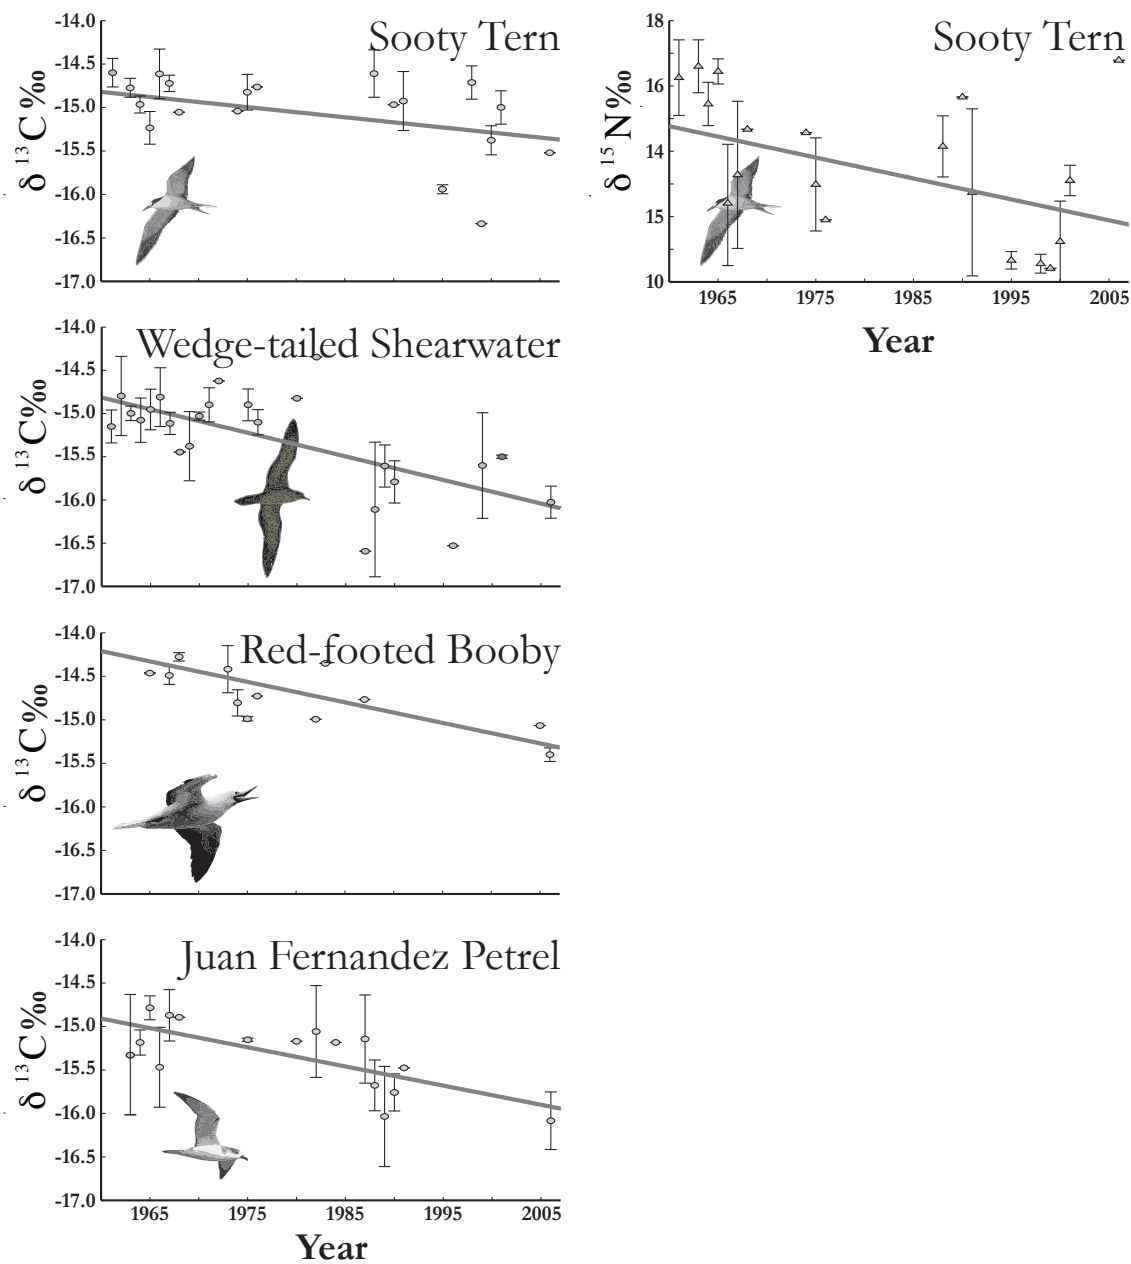 Sooty Tern
δ 13 C‰
-14.0
-14.5
-15.0
-15.5
-16.0
-16.5
-17.0
Sooty Tern
δ 15 N‰
18
16
14
15
10
1965 1975 1985 1995 2005
Year
Wedge-tailed Shearwater
δ 13 C‰
-14.0
-14.5
-15.0
-15.5
-16.0
-16.5
-17.0
Red-footed Booby
δ 13 C‰
-14.0
-14.5
-15.0
-15.5
-16.0
-16.5
-17.0
Juan Fernandez Petrel
δ 13 C‰
-14.0
-14.5
-15.0
-15.5
-16.0
-16.5
-17.0
1965 1975 1985 1995 2005
Year